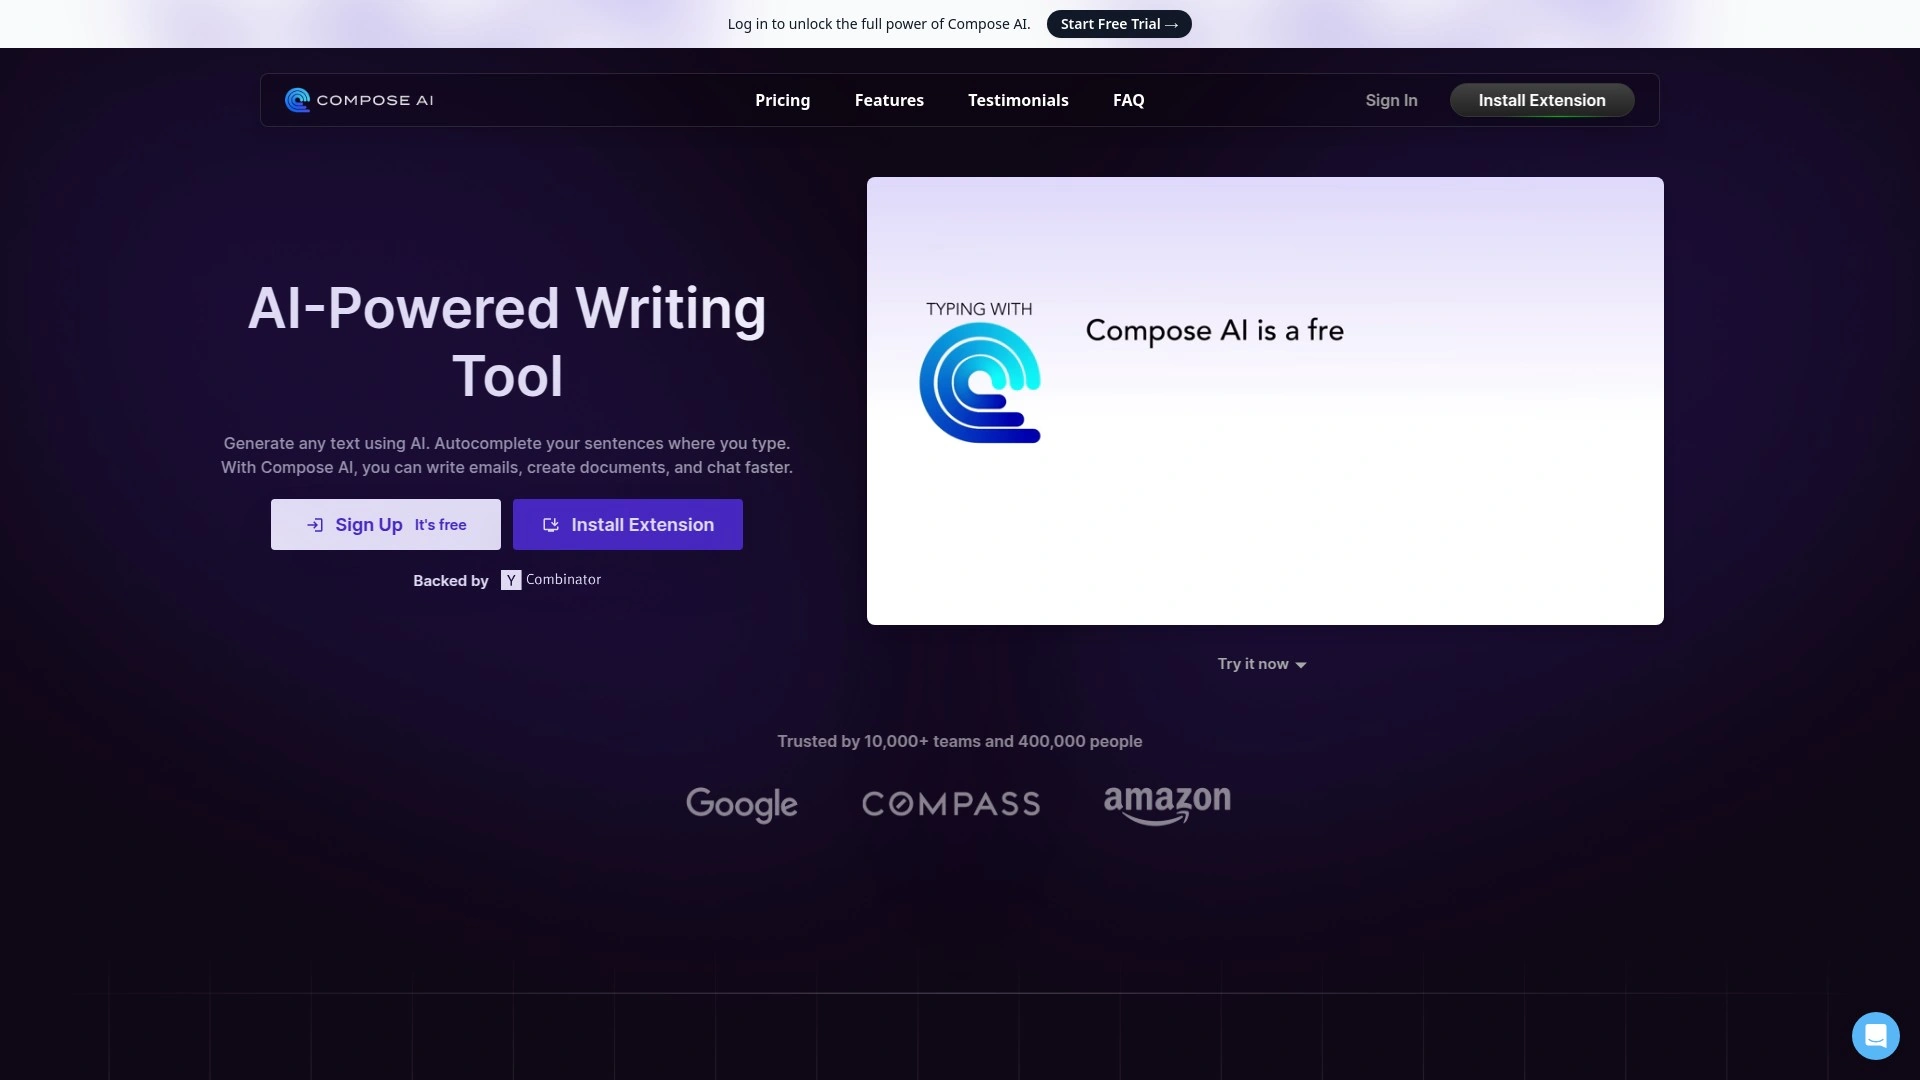 Log in to unlock the full power of Compose AI. Start Free Trial →
COMPOSE AI Pricing Features Testimonials FAQ Sign In Install Extension
AI-Powered Writing
Tool
Generate any text using AI. Autocomplete your sentences where you type.
With Compose AI, you can write emails, create documents, and chat faster.
Sign Up It's free Install Extension
Backed by Y Combinator
TYPING WITH
Compose AI is a fre
Try it now
Trusted by 10,000+ teams and 400,000 people
Google COMPASS amazon